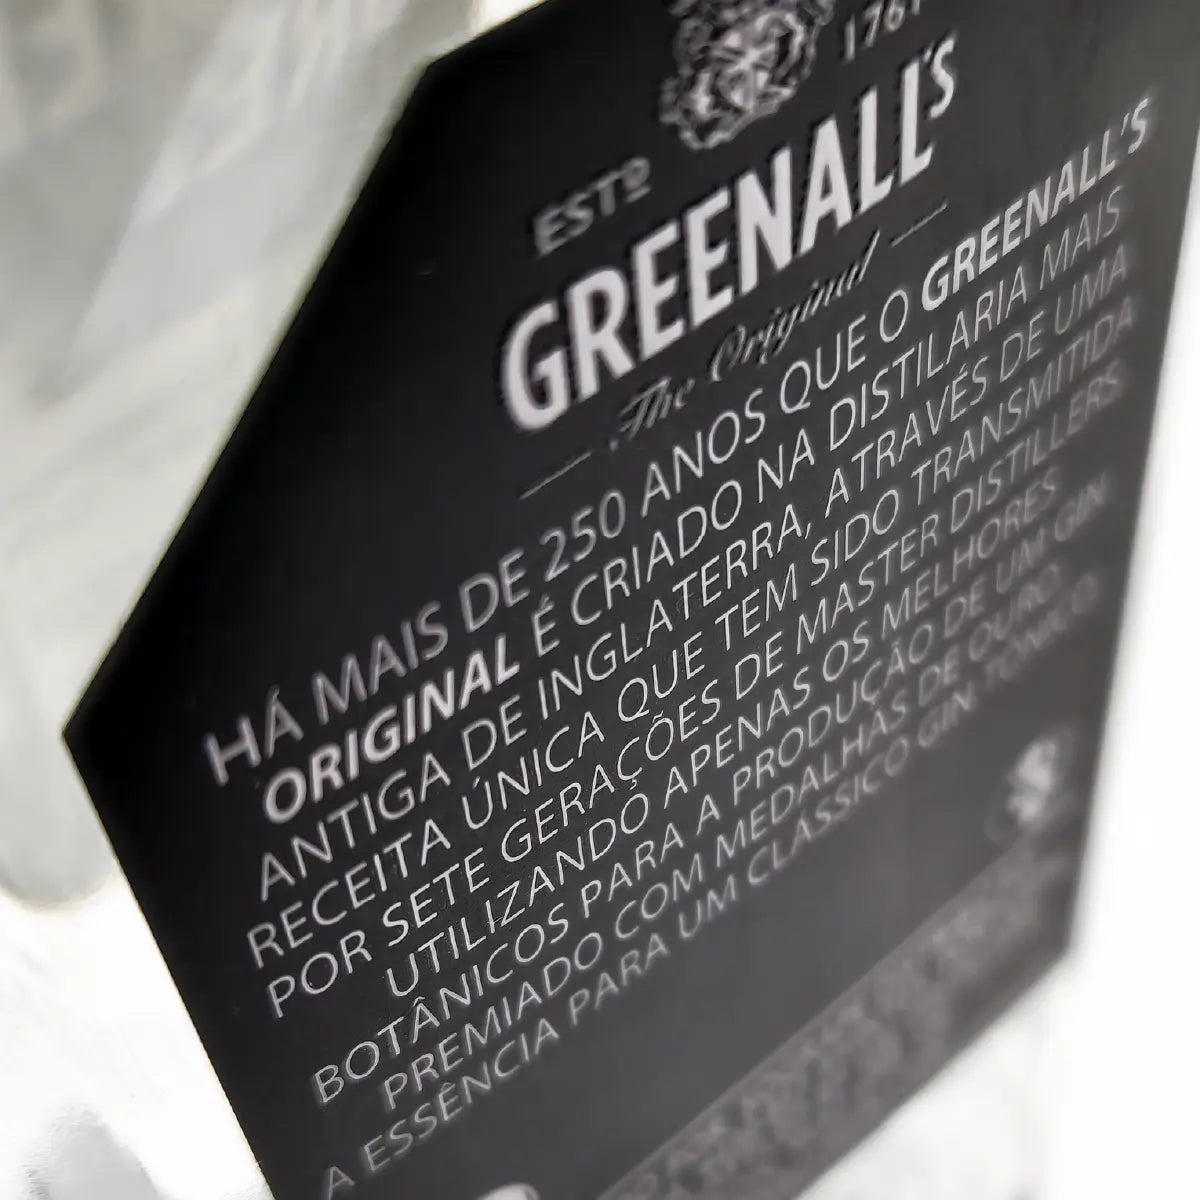 ESTº 1761
GREENALL'S
The Original
HÁ MAIS DE 250 ANOS QUE O GREENALL'S
ORIGINAL É CRIADO NA DISTILARIA MAIS
ANTIGA DE INGLATERRA, ATRAVÉS DE UMA
RECEITA ÚNICA QUE TEM SIDO TRANSMITIDA
POR SETE GERAÇÕES DE MASTER DISTILLERS.
UTILIZANDO APENAS OS MELHORES
BOTÂNICOS PARA A PRODUÇÃO DE UM GIN
PREMIADO COM MEDALHAS DE OURO.
A ESSÊNCIA PARA UM CLASSICO GIN TONICO.